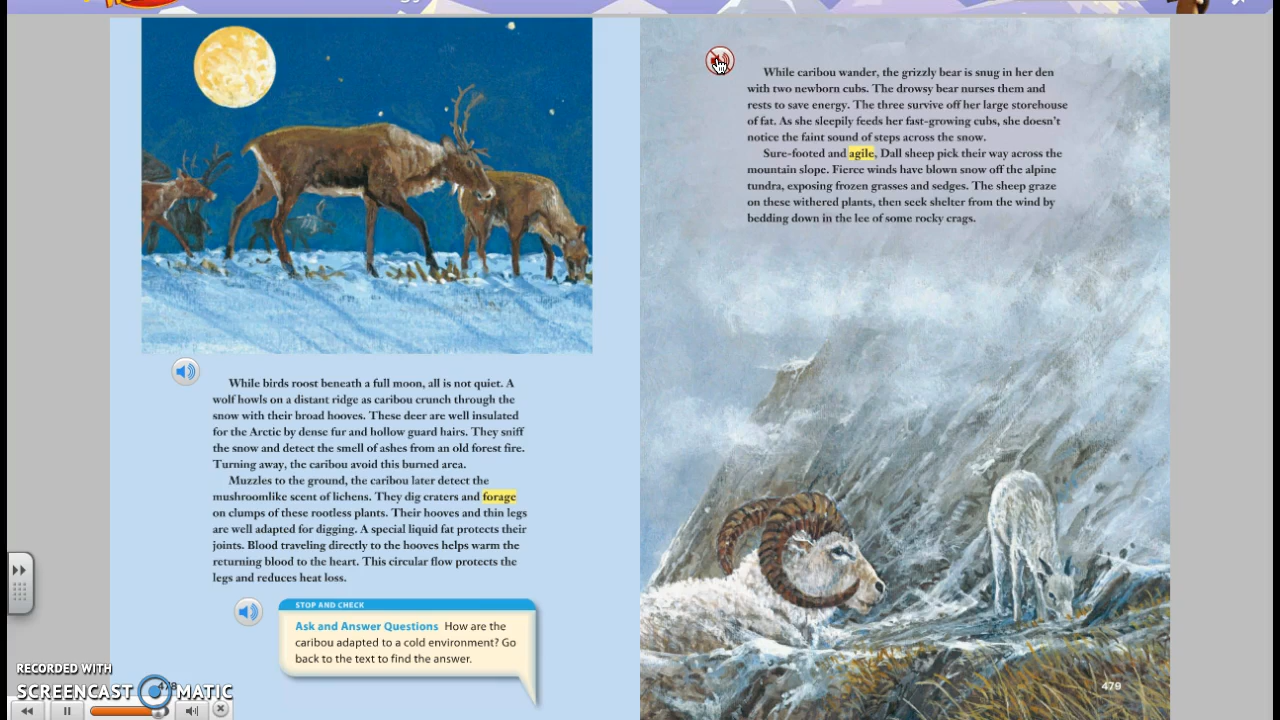 While birds roost beneath a full moon, all is not quiet. A
wolf howls on a distant ridge as caribou crunch through the
snow with their broad hooves. These deer are well insulated
for the Arctic by dense fur and hollow guard hairs. They sniff
the snow and detect the smell of ashes from an old forest fire.
Turning away, the caribou avoid this burned area.
Muzzles to the ground, the caribou later detect the
mushroomlike scent of lichens. They dig craters and forage
on clumps of these rootless plants. Their hooves and thin legs
are well adapted for digging. A special liquid fat protects their
joints. Blood traveling directly to the hooves helps warm the
returning blood to the heart. This circular flow protects the
legs and reduces heat loss.
STOP AND CHECK
Ask and Answer Questions How are the
caribou adapted to a cold environment? Go
back to the text to find the answer.
While caribou wander, the grizzly bear is snug in her den
with two newborn cubs. The drowsy bear nurses them and
rests to save energy. The three survive off her large storehouse
of fat. As she sleepily feeds her fast-growing cubs, she doesn't
notice the faint sound of steps across the snow.
Sure-footed and agile, Dall sheep pick their way across the
mountain slope. Fierce winds have blown snow off the alpine
tundra, exposing frozen grasses and sedges. The sheep graze
on these withered plants, then seek shelter from the wind by
bedding down in the lee of some rocky crags.
479
RECORDED WITH
SCREENCAST MATIC